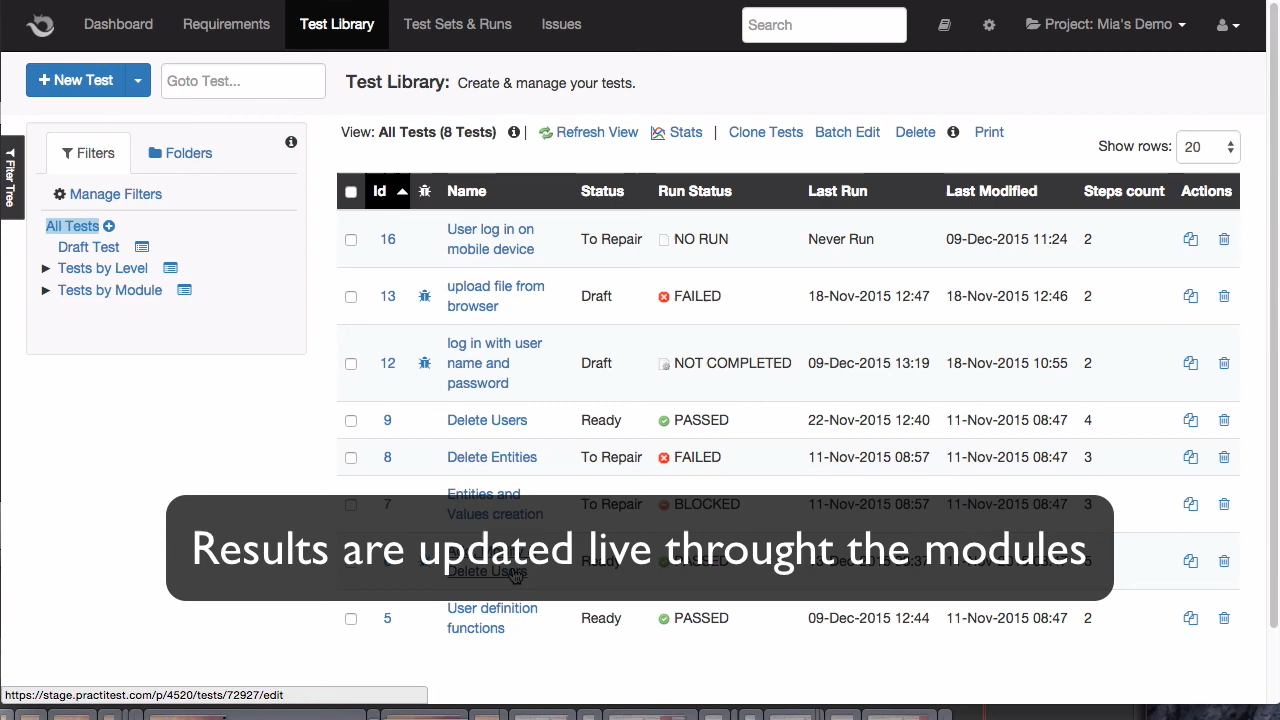 Dashboard Requirements Test Library Test Sets & Runs Issues Search Project: Mia's Demo
New Test Goto Test... Test Library: Create & manage your tests.
View: All Tests (8 Tests) | Refresh View Stats | Clone Tests Batch Edit Delete Print
Show rows: 20
Filter Tree
Filters Folders
Manage Filters
All Tests
Draft Test
Tests by Level
Tests by Module
Id Name Status Run Status Last Run Last Modified Steps count Actions
16 User log in on To Repair NO RUN Never Run 09-Dec-2015 11:24 2
mobile device
13 upload file from Draft FAILED 18-Nov-2015 12:47 18-Nov-2015 12:46 2
browser
log in with user
12 name and Draft NOT COMPLETED 09-Dec-2015 13:19 18-Nov-2015 10:55 2
password
9 Delete Users Ready PASSED 22-Nov-2015 12:40 11-Nov-2015 08:47 4
8 Delete Entities To Repair FAILED 11-Nov-2015 08:57 11-Nov-2015 08:47 3
7 Entities and To Repair BLOCKED 11-Nov-2015 08:57 11-Nov-2015 08:47 3
Values creation
Results are updated live throught the modules
Delete Users
5 User definition Ready PASSED 09-Dec-2015 12:44 11-Nov-2015 08:47 2
functions
https://stage.practitest.com/p/4520/tests/72927/edit